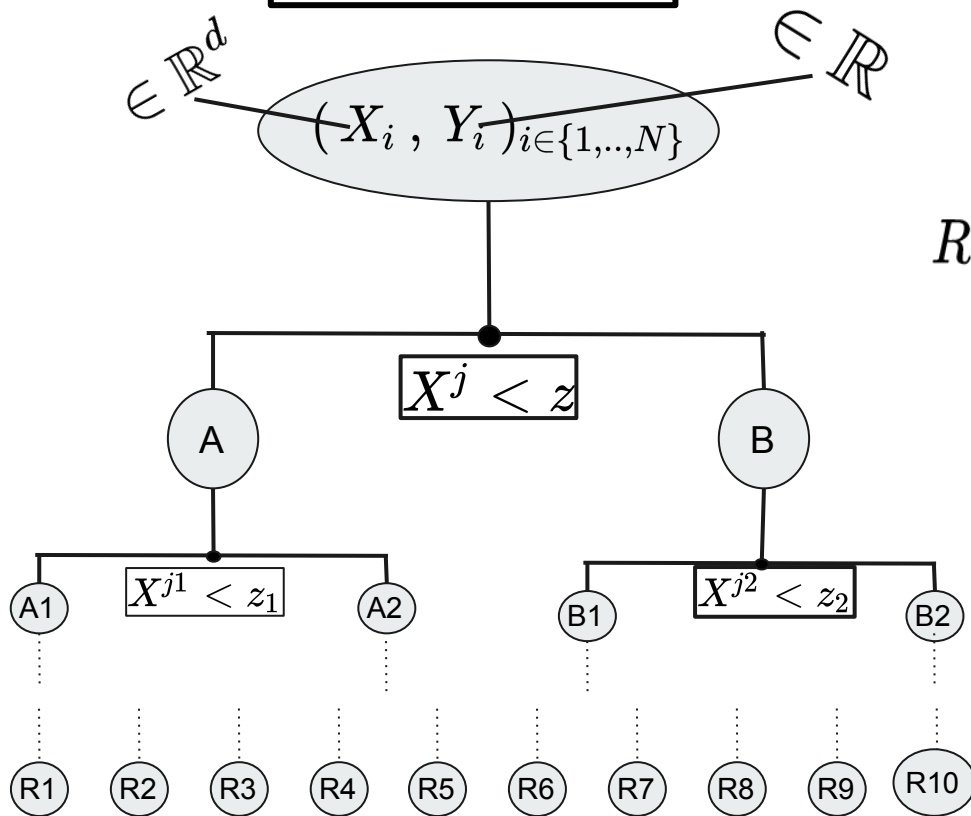 ∈ ℝ^d ∈ ℝ
(X_i , Y_i)_{i∈{1,..,N}}
R
X^j < z
A B
X^{j1} < z_1 X^{j2} < z_2
A1 A2 B1 B2
R1 R2 R3 R4 R5 R6 R7 R8 R9 R10